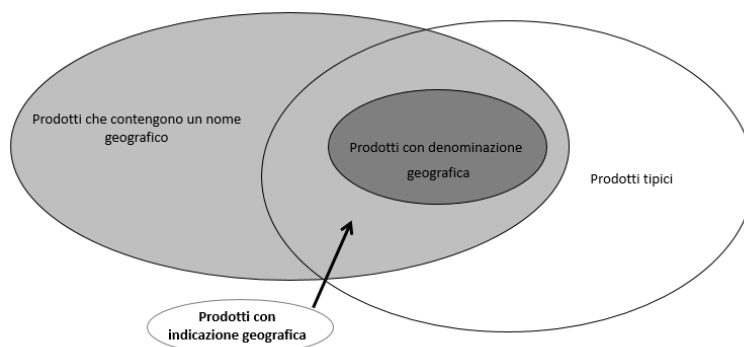 Prodotti che contengono un nome
geografico
Prodotti con denominazione
geografica
Prodotti tipici
Prodotti con
indicazione geografica